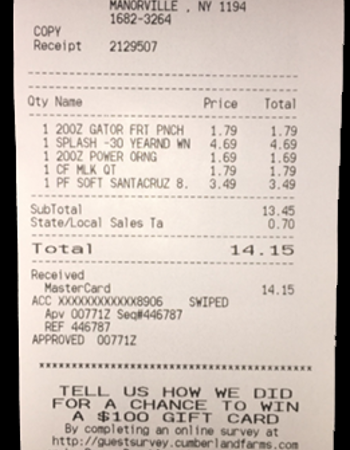 MANORVILLE , NY 1194
1682-3264
COPY
Receipt 2129507
Qty Name Price Total
1 20OZ GATOR FRT PNCH 1.79 1.79
1 SPLASH -30 YEARND WN 4.69 4.69
1 20OZ POWER ORNG 1.69 1.69
1 CF MLK QT 1.79 1.79
1 PF SOFT SANTACRUZ 8. 3.49 3.49
SubTotal 13.45
State/Local Sales Ta 0.70
Total 14.15
Received
MasterCard 14.15
ACC XXXXXXXXXXXX8906 SWIPED
Apv 00771Z Seq#446787
REF 446787
APPROVED 00771Z
****************************************
TELL US HOW WE DID
FOR A CHANCE TO WIN
A $100 GIFT CARD
By completing an online survey at
http://guestsurvey.cumberlandfarms.com